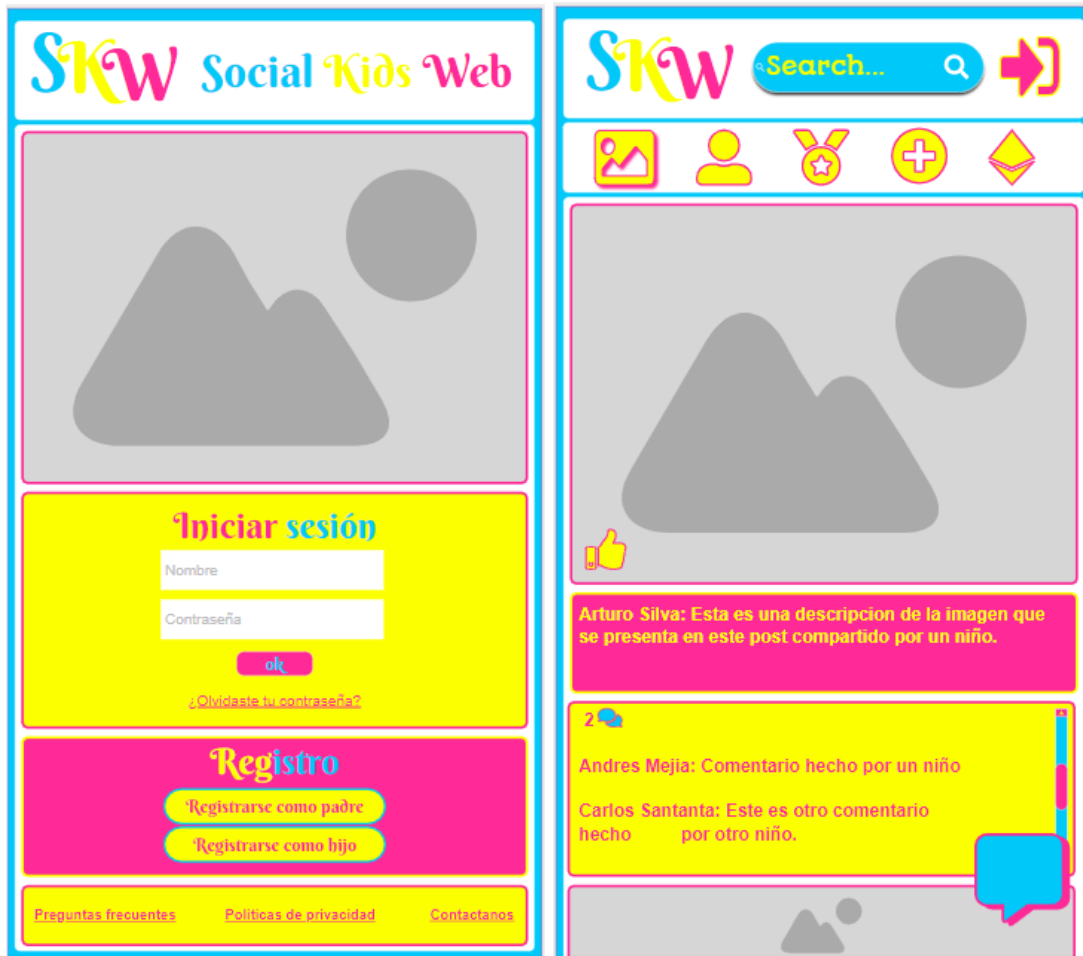 SKW Social Kids Web
Iniciar sesión
Nombre
Contraseña
ok
¿Olvidaste tu contraseña?
Registro
Registrarse como padre
Registrarse como hijo
Preguntas frecuentes Politicas de privacidad Contactanos
SKW Search...
Arturo Silva: Esta es una descripcion de la imagen que
se presenta en este post compartido por un niño.
2
Andres Mejia: Comentario hecho por un niño
Carlos Santanta: Este es otro comentario
hecho por otro niño.